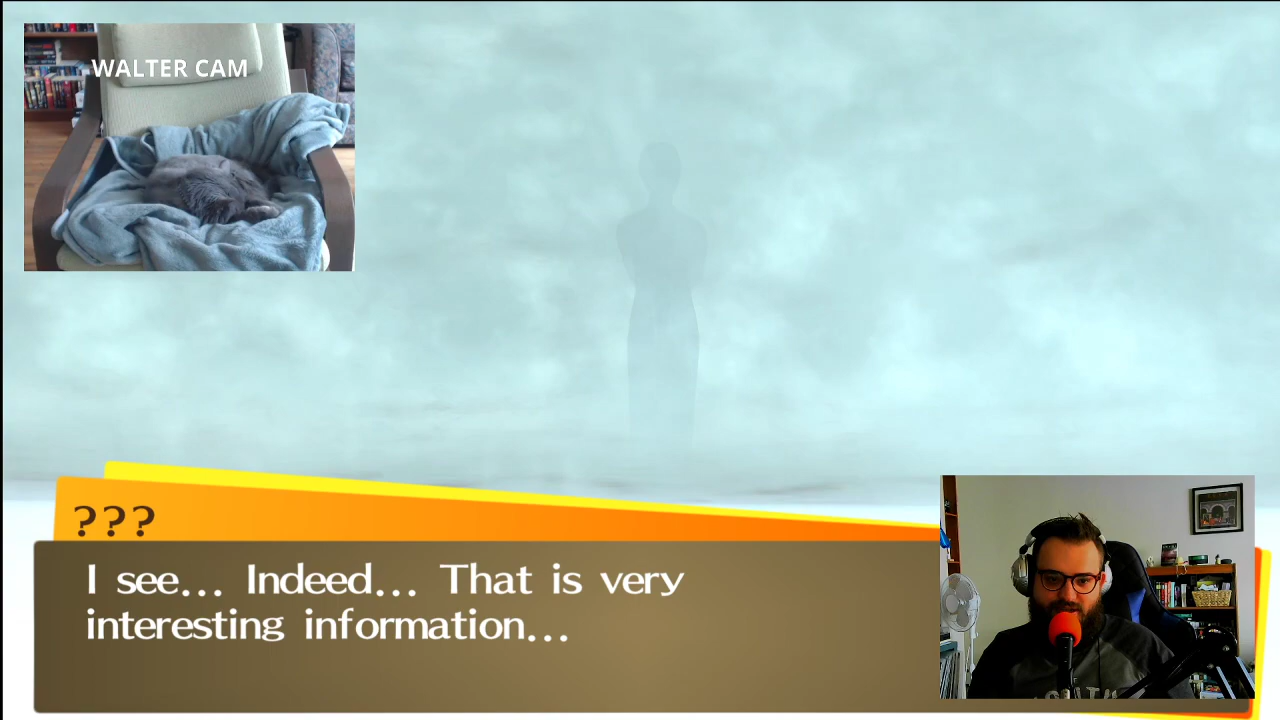 WALTER CAM
???
I see... Indeed... That is very
interesting information...